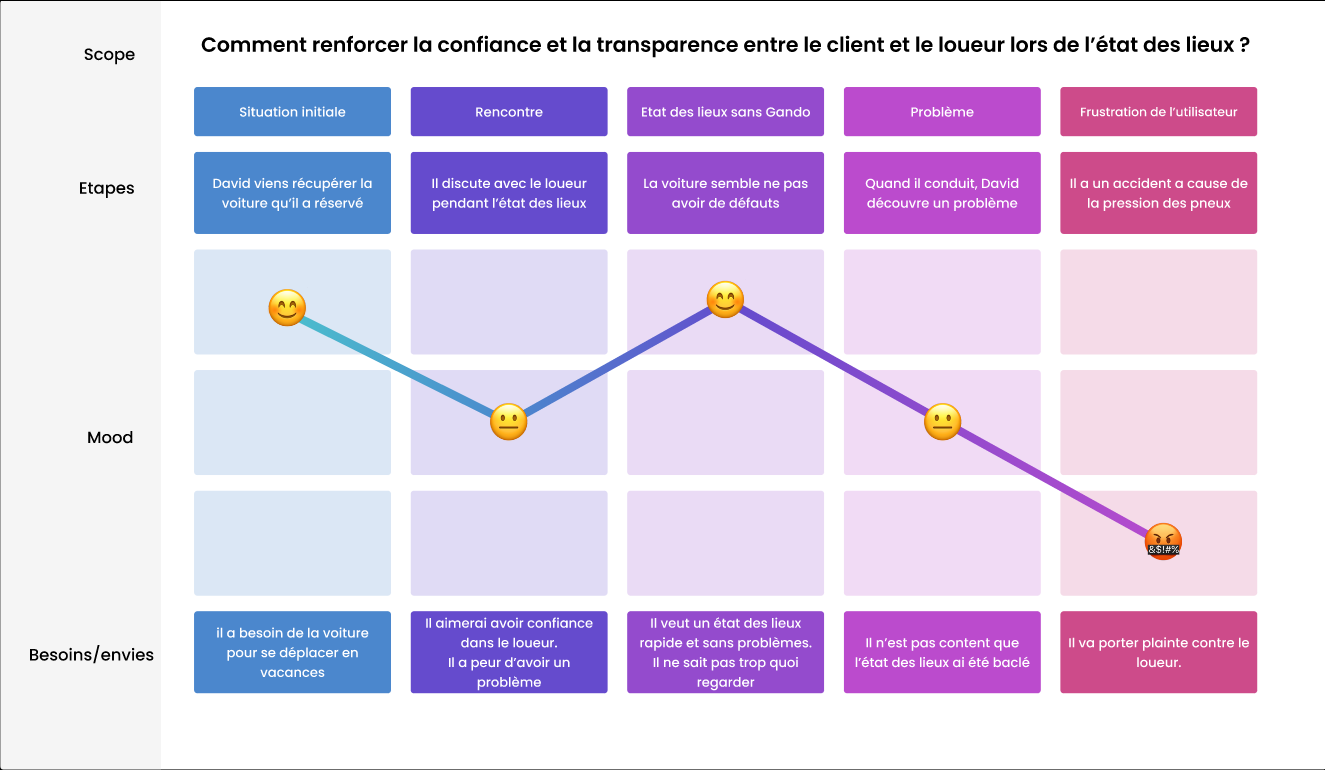 Scope
Comment renforcer la confiance et la transparence entre le client et le loueur lors de l'état des lieux ?
Situation initiale
Rencontre
Etat des lieux sans Gando
Problème
Frustration de l'utilisateur
Etapes
David viens récupérer la
voiture qu'il a réservé
Il discute avec le loueur
pendant l'état des lieux
La voiture semble ne pas
avoir de défauts
Quand il conduit, David
découvre un problème
Il a un accident a cause de
la pression des pneux
Mood
&$!#%
Besoins/envies
il a besoin de la voiture
pour se déplacer en
vacances
Il aimerai avoir confiance
dans le loueur.
Il a peur d'avoir un
problème
Il veut un état des lieux
rapide et sans problèmes.
Il ne sait pas trop quoi
regarder
Il n'est pas content que
l'état des lieux ai été baclé
Il va porter plainte contre le
loueur.